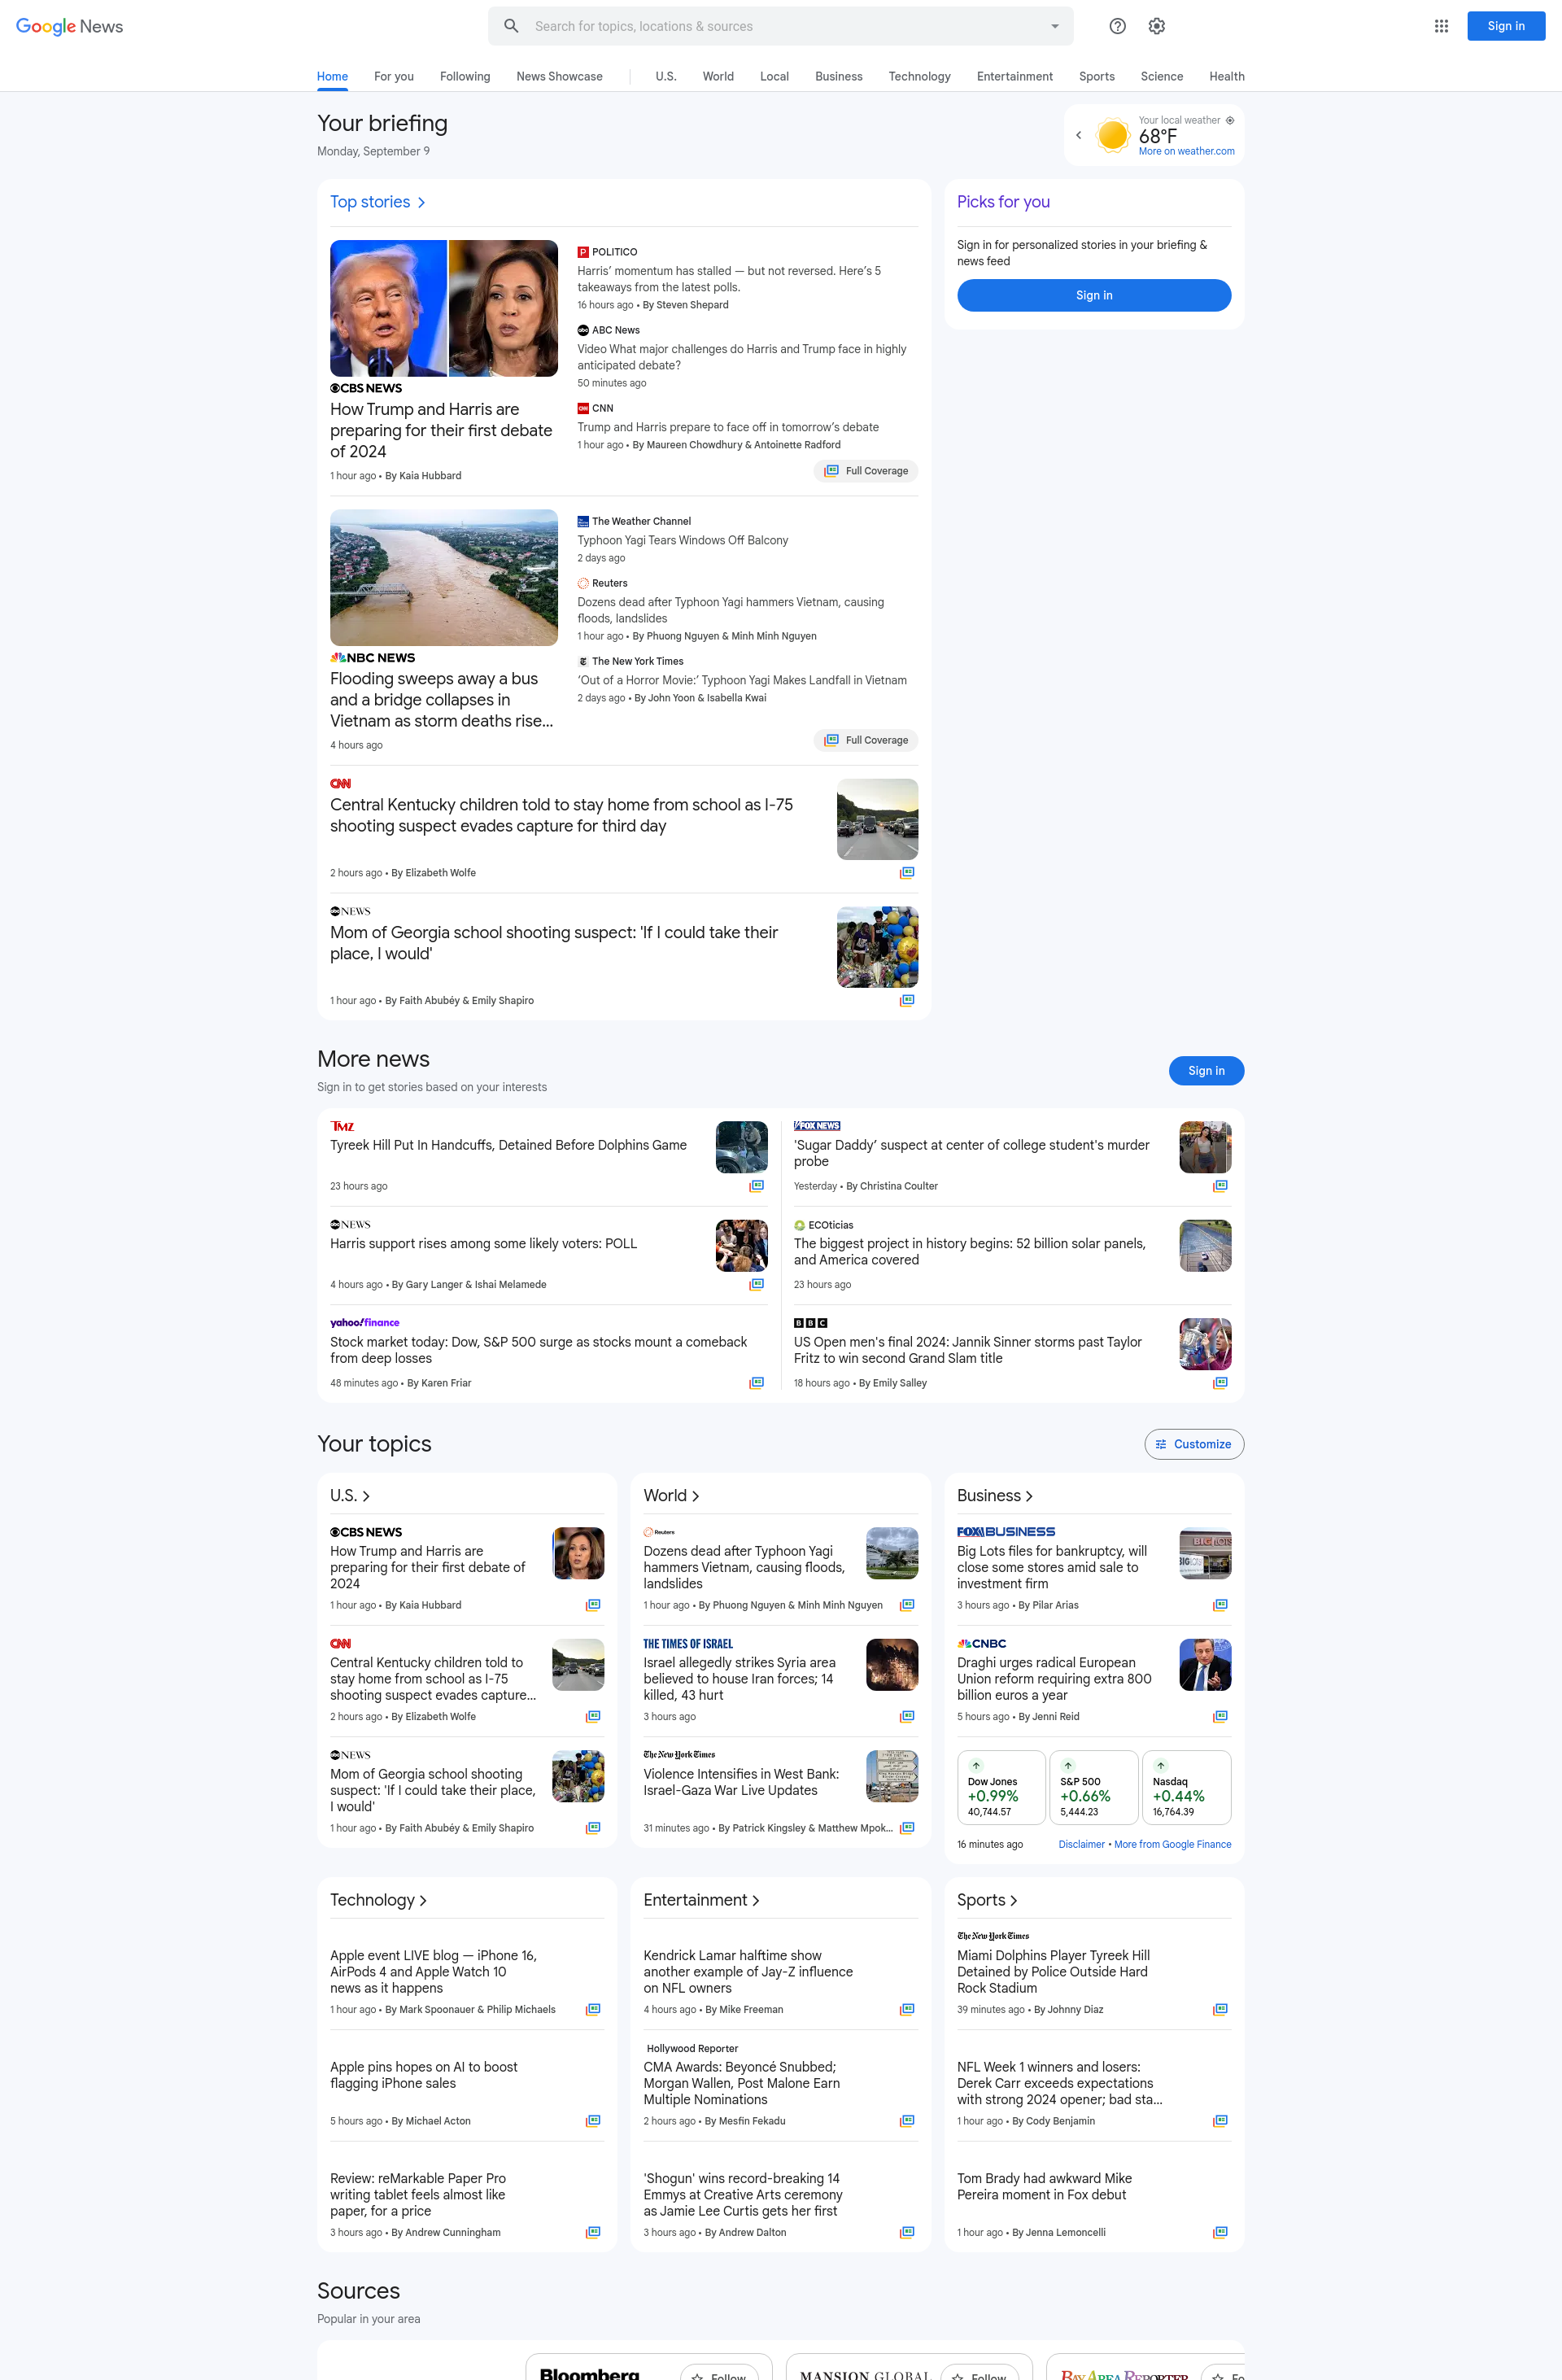 Google News
Search for topics, locations & sources
Sign in
Home
For you
Following
News Showcase
U.S.
World
Local
Business
Technology
Entertainment
Sports
Science
Health
Your briefing
Monday, September 9
Your local weather
68°F
More on weather.com
Top stories
CBS NEWS
How Trump and Harris are
preparing for their first debate
of 2024
1 hour ago • By Kaia Hubbard
POLITICO
Harris’ momentum has stalled — but not reversed. Here’s 5
takeaways from the latest polls.
16 hours ago • By Steven Shepard
ABC News
Video What major challenges do Harris and Trump face in highly
anticipated debate?
50 minutes ago
CNN
Trump and Harris prepare to face off in tomorrow’s debate
1 hour ago • By Maureen Chowdhury & Antoinette Radford
Full Coverage
Picks for you
Sign in for personalized stories in your briefing &
news feed
Sign in
NBC NEWS
Flooding sweeps away a bus
and a bridge collapses in
Vietnam as storm deaths rise...
4 hours ago
The Weather Channel
Typhoon Yagi Tears Windows Off Balcony
2 days ago
Reuters
Dozens dead after Typhoon Yagi hammers Vietnam, causing
floods, landslides
1 hour ago • By Phuong Nguyen & Minh Minh Nguyen
The New York Times
‘Out of a Horror Movie:’ Typhoon Yagi Makes Landfall in Vietnam
2 days ago • By John Yoon & Isabella Kwai
Full Coverage
CNN
Central Kentucky children told to stay home from school as I-75
shooting suspect evades capture for third day
2 hours ago • By Elizabeth Wolfe
abc NEWS
Mom of Georgia school shooting suspect: 'If I could take their
place, I would'
1 hour ago • By Faith Abubéy & Emily Shapiro
More news
Sign in to get stories based on your interests
Sign in
TMZ
Tyreek Hill Put In Handcuffs, Detained Before Dolphins Game
23 hours ago
FOX NEWS
'Sugar Daddy’ suspect at center of college student's murder
probe
Yesterday • By Christina Coulter
abc NEWS
Harris support rises among some likely voters: POLL
4 hours ago • By Gary Langer & Ishai Melamede
ECOticias
The biggest project in history begins: 52 billion solar panels,
and America covered
23 hours ago
yahoo!finance
Stock market today: Dow, S&P 500 surge as stocks mount a comeback
from deep losses
48 minutes ago • By Karen Friar
BBC
US Open men's final 2024: Jannik Sinner storms past Taylor
Fritz to win second Grand Slam title
18 hours ago • By Emily Salley
Your topics
Customize
U.S.
CBS NEWS
How Trump and Harris are
preparing for their first debate of
2024
1 hour ago • By Kaia Hubbard
CNN
Central Kentucky children told to
stay home from school as I-75
shooting suspect evades capture...
2 hours ago • By Elizabeth Wolfe
abc NEWS
Mom of Georgia school shooting
suspect: 'If I could take their place,
I would'
1 hour ago • By Faith Abubéy & Emily Shapiro
World
Reuters
Dozens dead after Typhoon Yagi
hammers Vietnam, causing floods,
landslides
1 hour ago • By Phuong Nguyen & Minh Minh Nguyen
THE TIMES OF ISRAEL
Israel allegedly strikes Syria area
believed to house Iran forces; 14
killed, 43 hurt
3 hours ago
The New York Times
Violence Intensifies in West Bank:
Israel-Gaza War Live Updates
31 minutes ago • By Patrick Kingsley & Matthew Mpok...
Business
FOX BUSINESS
Big Lots files for bankruptcy, will
close some stores amid sale to
investment firm
3 hours ago • By Pilar Arias
BIG LOTS
CNBC
Draghi urges radical European
Union reform requiring extra 800
billion euros a year
5 hours ago • By Jenni Reid
Dow Jones
+0.99%
40,744.57
S&P 500
+0.66%
5,444.23
Nasdaq
+0.44%
16,764.39
16 minutes ago
Disclaimer • More from Google Finance
Technology
Apple event LIVE blog — iPhone 16,
AirPods 4 and Apple Watch 10
news as it happens
1 hour ago • By Mark Spoonauer & Philip Michaels
Apple pins hopes on AI to boost
flagging iPhone sales
5 hours ago • By Michael Acton
Review: reMarkable Paper Pro
writing tablet feels almost like
paper, for a price
3 hours ago • By Andrew Cunningham
Entertainment
Kendrick Lamar halftime show
another example of Jay-Z influence
on NFL owners
4 hours ago • By Mike Freeman
Hollywood Reporter
CMA Awards: Beyoncé Snubbed;
Morgan Wallen, Post Malone Earn
Multiple Nominations
2 hours ago • By Mesfin Fekadu
'Shogun' wins record-breaking 14
Emmys at Creative Arts ceremony
as Jamie Lee Curtis gets her first
3 hours ago • By Andrew Dalton
Sports
The New York Times
Miami Dolphins Player Tyreek Hill
Detained by Police Outside Hard
Rock Stadium
39 minutes ago • By Johnny Diaz
NFL Week 1 winners and losers:
Derek Carr exceeds expectations
with strong 2024 opener; bad sta...
1 hour ago • By Cody Benjamin
Tom Brady had awkward Mike
Pereira moment in Fox debut
1 hour ago • By Jenna Lemoncelli
Sources
Popular in your area
Bloomberg
Follow
MANSION GLOBAL
Follow
BAY AREA REPORTER
Fo